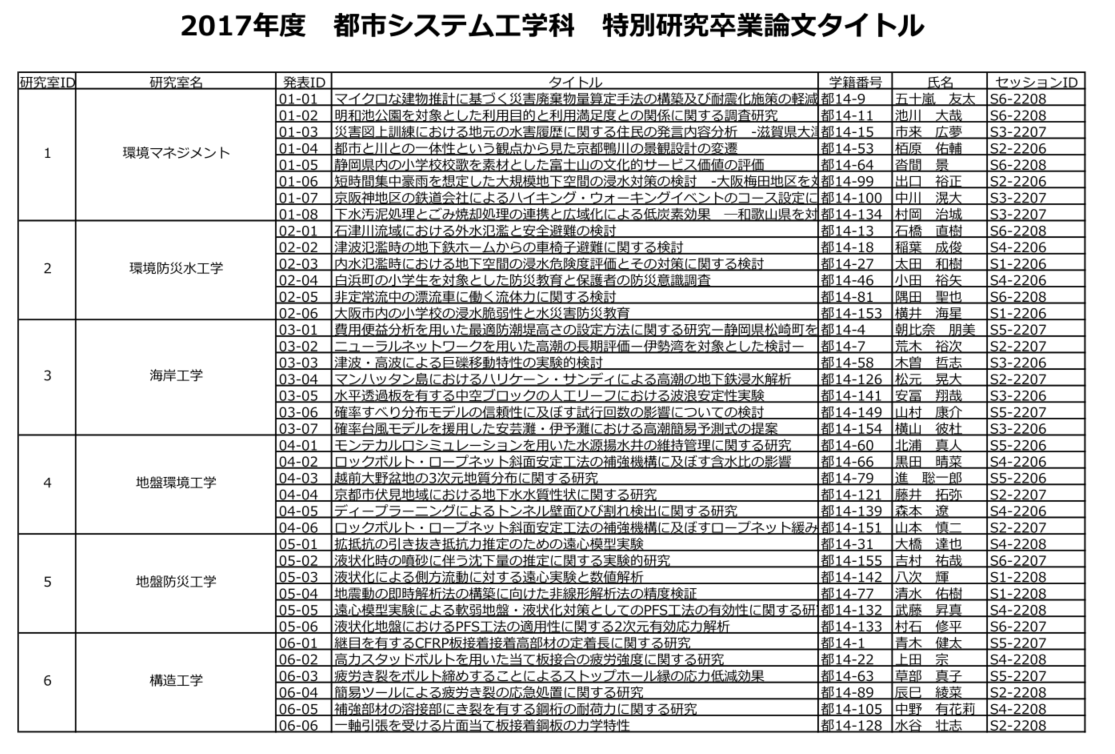 2017年度　都市システム工学科　特別研究卒業論文タイトル
研究室ID 研究室名 発表ID タイトル 学籍番号 氏名 セッションID
1 環境マネジメント
01-01 マイクロな建物推計に基づく災害廃棄物量算定手法の構築及び耐震化施策の軽減 都14-9 五十嵐　友太 S6-2208
01-02 明和池公園を対象とした利用目的と利用満足度との関係に関する調査研究 都14-11 池川　大哉 S6-2208
01-03 災害図上訓練における地元の水害履歴に関する住民の発言内容分析　-滋賀県大 都14-15 市来　広夢 S3-2207
01-04 都市と川との一体性という観点から見た京都鴨川の景観設計の変遷 都14-53 栢原　佑輔 S2-2206
01-05 静岡県内の小学校校歌を素材とした富士山の文化的サービス価値の評価 都14-64 沓間　景 S6-2208
01-06 短時間集中豪雨を想定した大規模地下空間の浸水対策の検討　-大阪梅田地区を 都14-99 出口　裕正 S2-2206
01-07 京阪神地区の鉄道会社によるハイキング・ウォーキングイベントのコース設定に 都14-100 中川　滉大 S3-2207
01-08 下水汚泥処理とごみ焼却処理の連携と広域化による低炭素効果　―和歌山県を 都14-134 村岡　治城 S3-2207
2 環境防災水工学
02-01 石津川流域における外水氾濫と安全避難の検討 都14-13 石橋　直樹 S6-2208
02-02 津波氾濫時の地下鉄ホームからの車椅子避難に関する検討 都14-18 稲葉　成俊 S4-2206
02-03 内水氾濫時における地下空間の浸水危険度評価とその対策に関する検討 都14-27 太田　和樹 S1-2206
02-04 白浜町の小学生を対象とした防災教育と保護者の防災意識調査 都14-46 小田　裕矢 S4-2206
02-05 非定常流中の漂流車に働く流体力に関する検討 都14-81 隅田　聖也 S6-2208
02-06 大阪市内の小学校の浸水脆弱性と水災害防災教育 都14-153 横井　海星 S1-2206
3 海岸工学
03-01 費用便益分析を用いた最適防潮堤高さの設定方法に関する研究ー静岡県松崎町を 都14-4 朝比奈　朋美 S5-2207
03-02 ニューラルネットワークを用いた高潮の長期評価ー伊勢湾を対象とした検討ー 都14-7 荒木　裕次 S2-2207
03-03 津波・高波による巨礫移動特性の実験的検討 都14-58 木曽　哲志 S3-2206
03-04 マンハッタン島におけるハリケーン・サンディによる高潮の地下鉄浸水解析 都14-126 松元　晃大 S2-2207
03-05 水平透過板を有する中空ブロックの人工リーフにおける波浪安定性実験 都14-141 安冨　翔哉 S3-2206
03-06 確率すべり分布モデルの信頼性に及ぼす試行回数の影響についての検討 都14-149 山村　康介 S5-2207
03-07 確率台風モデルを援用した安芸灘・伊予灘における高潮簡易予測式の提案 都14-154 横山　彼杜 S3-2206
4 地盤環境工学
04-01 モンテカルロシミュレーションを用いた水源揚水井の維持管理に関する研究 都14-60 北浦　真人 S5-2206
04-02 ロックボルト・ロープネット斜面安定工法の補強機構に及ぼす含水比の影響 都14-66 黒田　晴菜 S4-2206
04-03 越前大野盆地の3次元地質分布に関する研究 都14-79 進　聡一郎 S5-2206
04-04 京都市伏見地域における地下水水質性状に関する研究 都14-121 藤井　拓弥 S2-2207
04-05 ディープラーニングによるトンネル壁面ひび割れ検出に関する研究 都14-139 森本　遼 S4-2206
04-06 ロックボルト・ロープネット斜面安定工法の補強機構に及ぼすロープネット緩み 都14-151 山本　慎二 S2-2207
5 地盤防災工学
05-01 拡抵抗の引き抜き抵抗力推定のための遠心模型実験 都14-31 大橋　達也 S4-2208
05-02 液状化時の噴砂に伴う沈下量の推定に関する実験的研究 都14-155 吉村　祐哉 S6-2207
05-03 液状化による側方流動に対する遠心実験と数値解析 都14-142 八次　輝 S1-2208
05-04 地震動の即時解析法の構築に向けた非線形解析法の精度検証 都14-77 清水　佑樹 S1-2208
05-05 遠心模型実験による軟弱地盤・液状化対策としてのPFS工法の有効性に関する研 都14-132 武藤　昇真 S4-2208
05-06 液状化地盤におけるPFS工法の適用性に関する2次元有効応力解析 都14-133 村石　修平 S6-2207
6 構造工学
06-01 継目を有するCFRP板接着接着高部材の定着長に関する研究 都14-1 青木　健太 S5-2207
06-02 高力スタッドボルトを用いた当て板接合の疲労強度に関する研究 都14-22 上田　宗 S4-2208
06-03 疲労き裂をボルト締めすることによるストップホール縁の応力低減効果 都14-63 草部　真子 S5-2207
06-04 簡易ツールによる疲労き裂の応急処置に関する研究 都14-89 辰巳　綾菜 S2-2208
06-05 補強部材の溶接部にき裂を有する鋼桁の耐荷力に関する研究 都14-105 中野　有花莉 S4-2208
06-06 一軸引張を受ける片面当て板接着鋼板の力学特性 都14-128 水谷　壮志 S2-2208